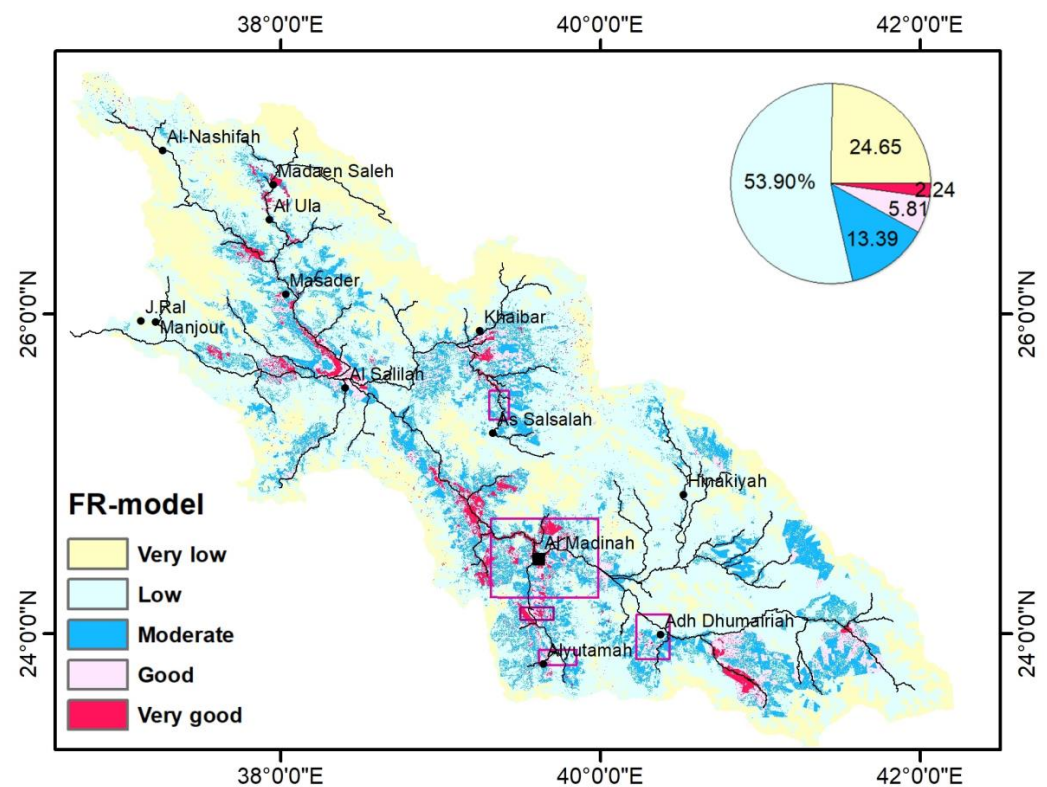 38°0'0"E 40°0'0"E 42°0'0"E
Al-Nashifah
Madaen Saleh
Al Ula
Masader
J.Ral
Manjour
Khaibar
Al Salilah
As Salsalah
Hinakiyah
Al Madinah
Adh Dhumairiah
Alyutamah
24.65
2.24
5.81
13.39
53.90%
26°0'0"N
26°0'0"N
24°0'0"N
24°0'0"N
FR-model
Very low
Low
Moderate
Good
Very good
38°0'0"E 40°0'0"E 42°0'0"E